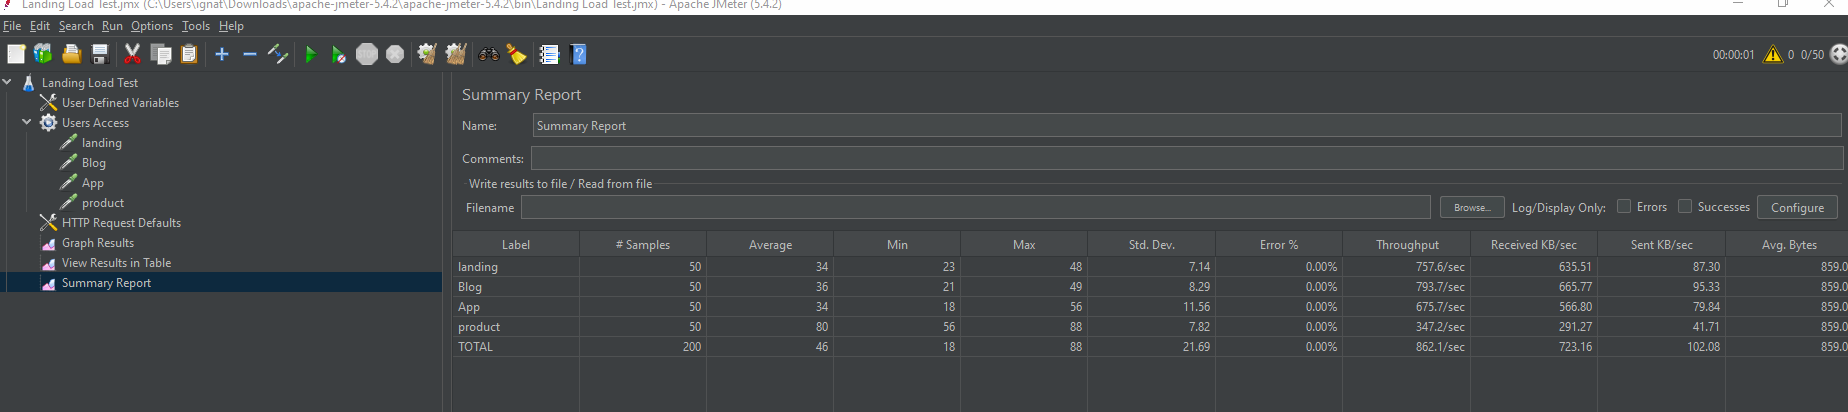 Landing Load Test.jmx (C:\Users\ignat\Downloads\apache-jmeter-5.4.2\apache-jmeter-5.4.2\bin\Landing Load Test.jmx) - Apache JMeter (5.4.2)
File Edit Search Run Options Tools Help
STOP 00:00:01 0 0/50
Landing Load Test
User Defined Variables
Users Access
landing
Blog
App
product
HTTP Request Defaults
Graph Results
View Results in Table
Summary Report
Summary Report
Name: Summary Report
Comments:
Write results to file / Read from file
Filename Browse... Log/Display Only: Errors Successes Configure
Label # Samples Average Min Max Std. Dev. Error % Throughput Received KB/sec Sent KB/sec Avg. Bytes
landing 50 34 23 48 7.14 0.00% 757.6/sec 635.51 87.30 859.0
Blog 50 36 21 49 8.29 0.00% 793.7/sec 665.77 95.33 859.0
App 50 34 18 56 11.56 0.00% 675.7/sec 566.80 79.84 859.0
product 50 80 56 88 7.82 0.00% 347.2/sec 291.27 41.71 859.0
TOTAL 200 46 18 88 21.69 0.00% 862.1/sec 723.16 102.08 859.0